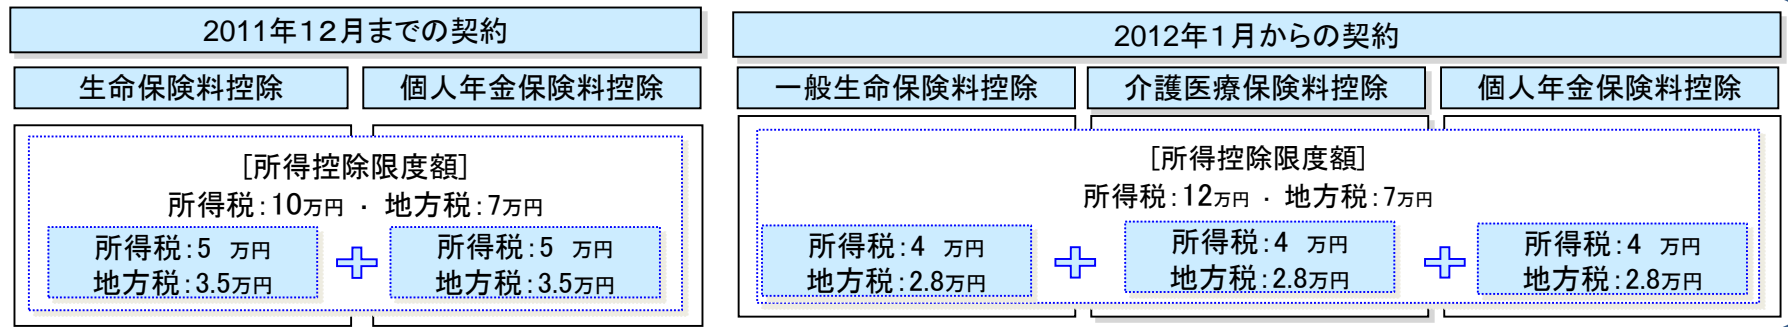 2011年１２月までの契約
生命保険料控除
個人年金保険料控除
[所得控除限度額]
所得税：10万円 ・ 地方税：7万円
所得税：5 万円
地方税：3.5万円
所得税：5 万円
地方税：3.5万円
2012年１月からの契約
一般生命保険料控除
介護医療保険料控除
個人年金保険料控除
[所得控除限度額]
所得税：12万円 ・ 地方税：7万円
所得税：4 万円
地方税：2.8万円
所得税：4 万円
地方税：2.8万円
所得税：4 万円
地方税：2.8万円